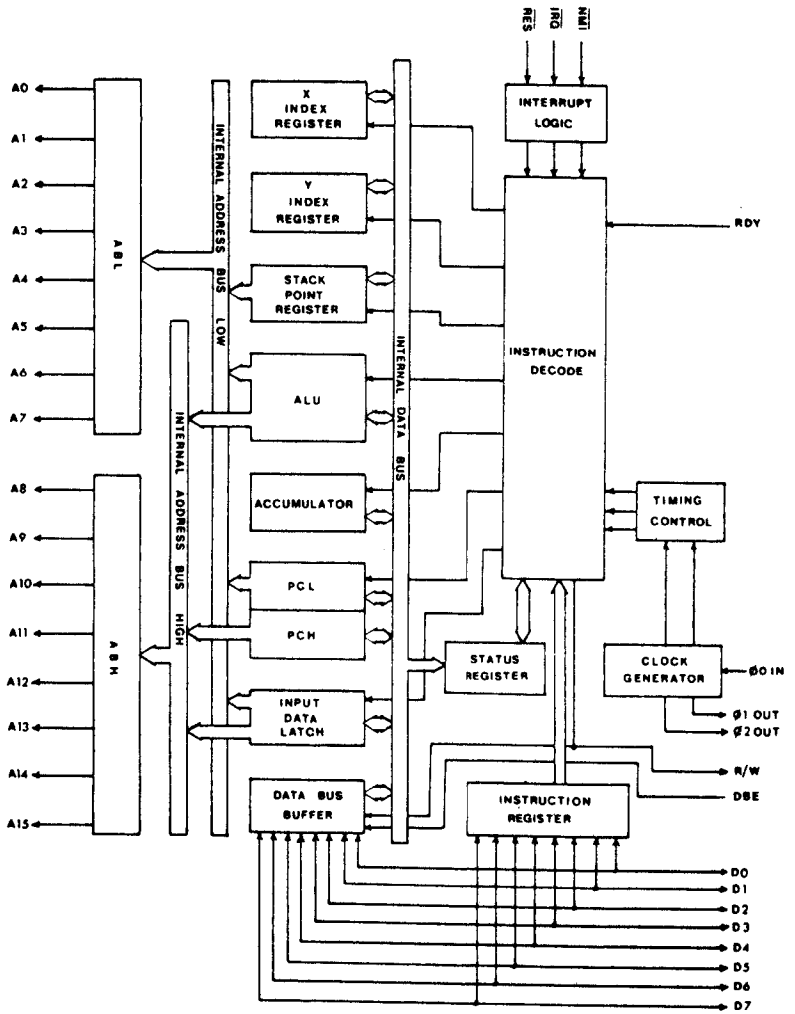 RES
IRQ
NMI
INTERRUPT
LOGIC
A0
A1
A2
A3
A4
A5
A6
A7
ABL
A8
A9
A10
A11
A12
A13
A14
A15
ABH
INTERNAL ADDRESS BUS LOW
INTERNAL ADDRESS BUS HIGH
X
INDEX
REGISTER
Y
INDEX
REGISTER
STACK
POINT
REGISTER
ALU
ACCUMULATOR
PCL
PCH
INPUT
DATA
LATCH
DATA BUS
BUFFER
INTERNAL DATA BUS
INSTRUCTION
DECODE
RDY
TIMING
CONTROL
CLOCK
GENERATOR
Ø0 IN
Ø1 OUT
Ø2 OUT
STATUS
REGISTER
R/W
DBE
INSTRUCTION
REGISTER
D0
D1
D2
D3
D4
D5
D6
D7